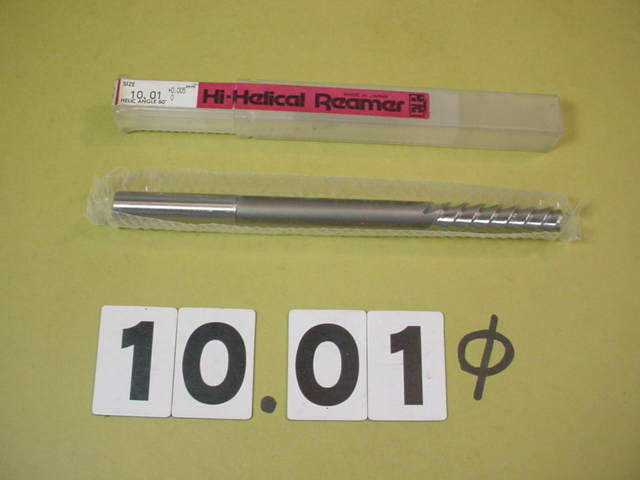 SIZE
10.01 +0.005 mm
0
HELIC ANGLE 60°
MADE IN JAPAN
Hi-Helical Reamer
10.01φ